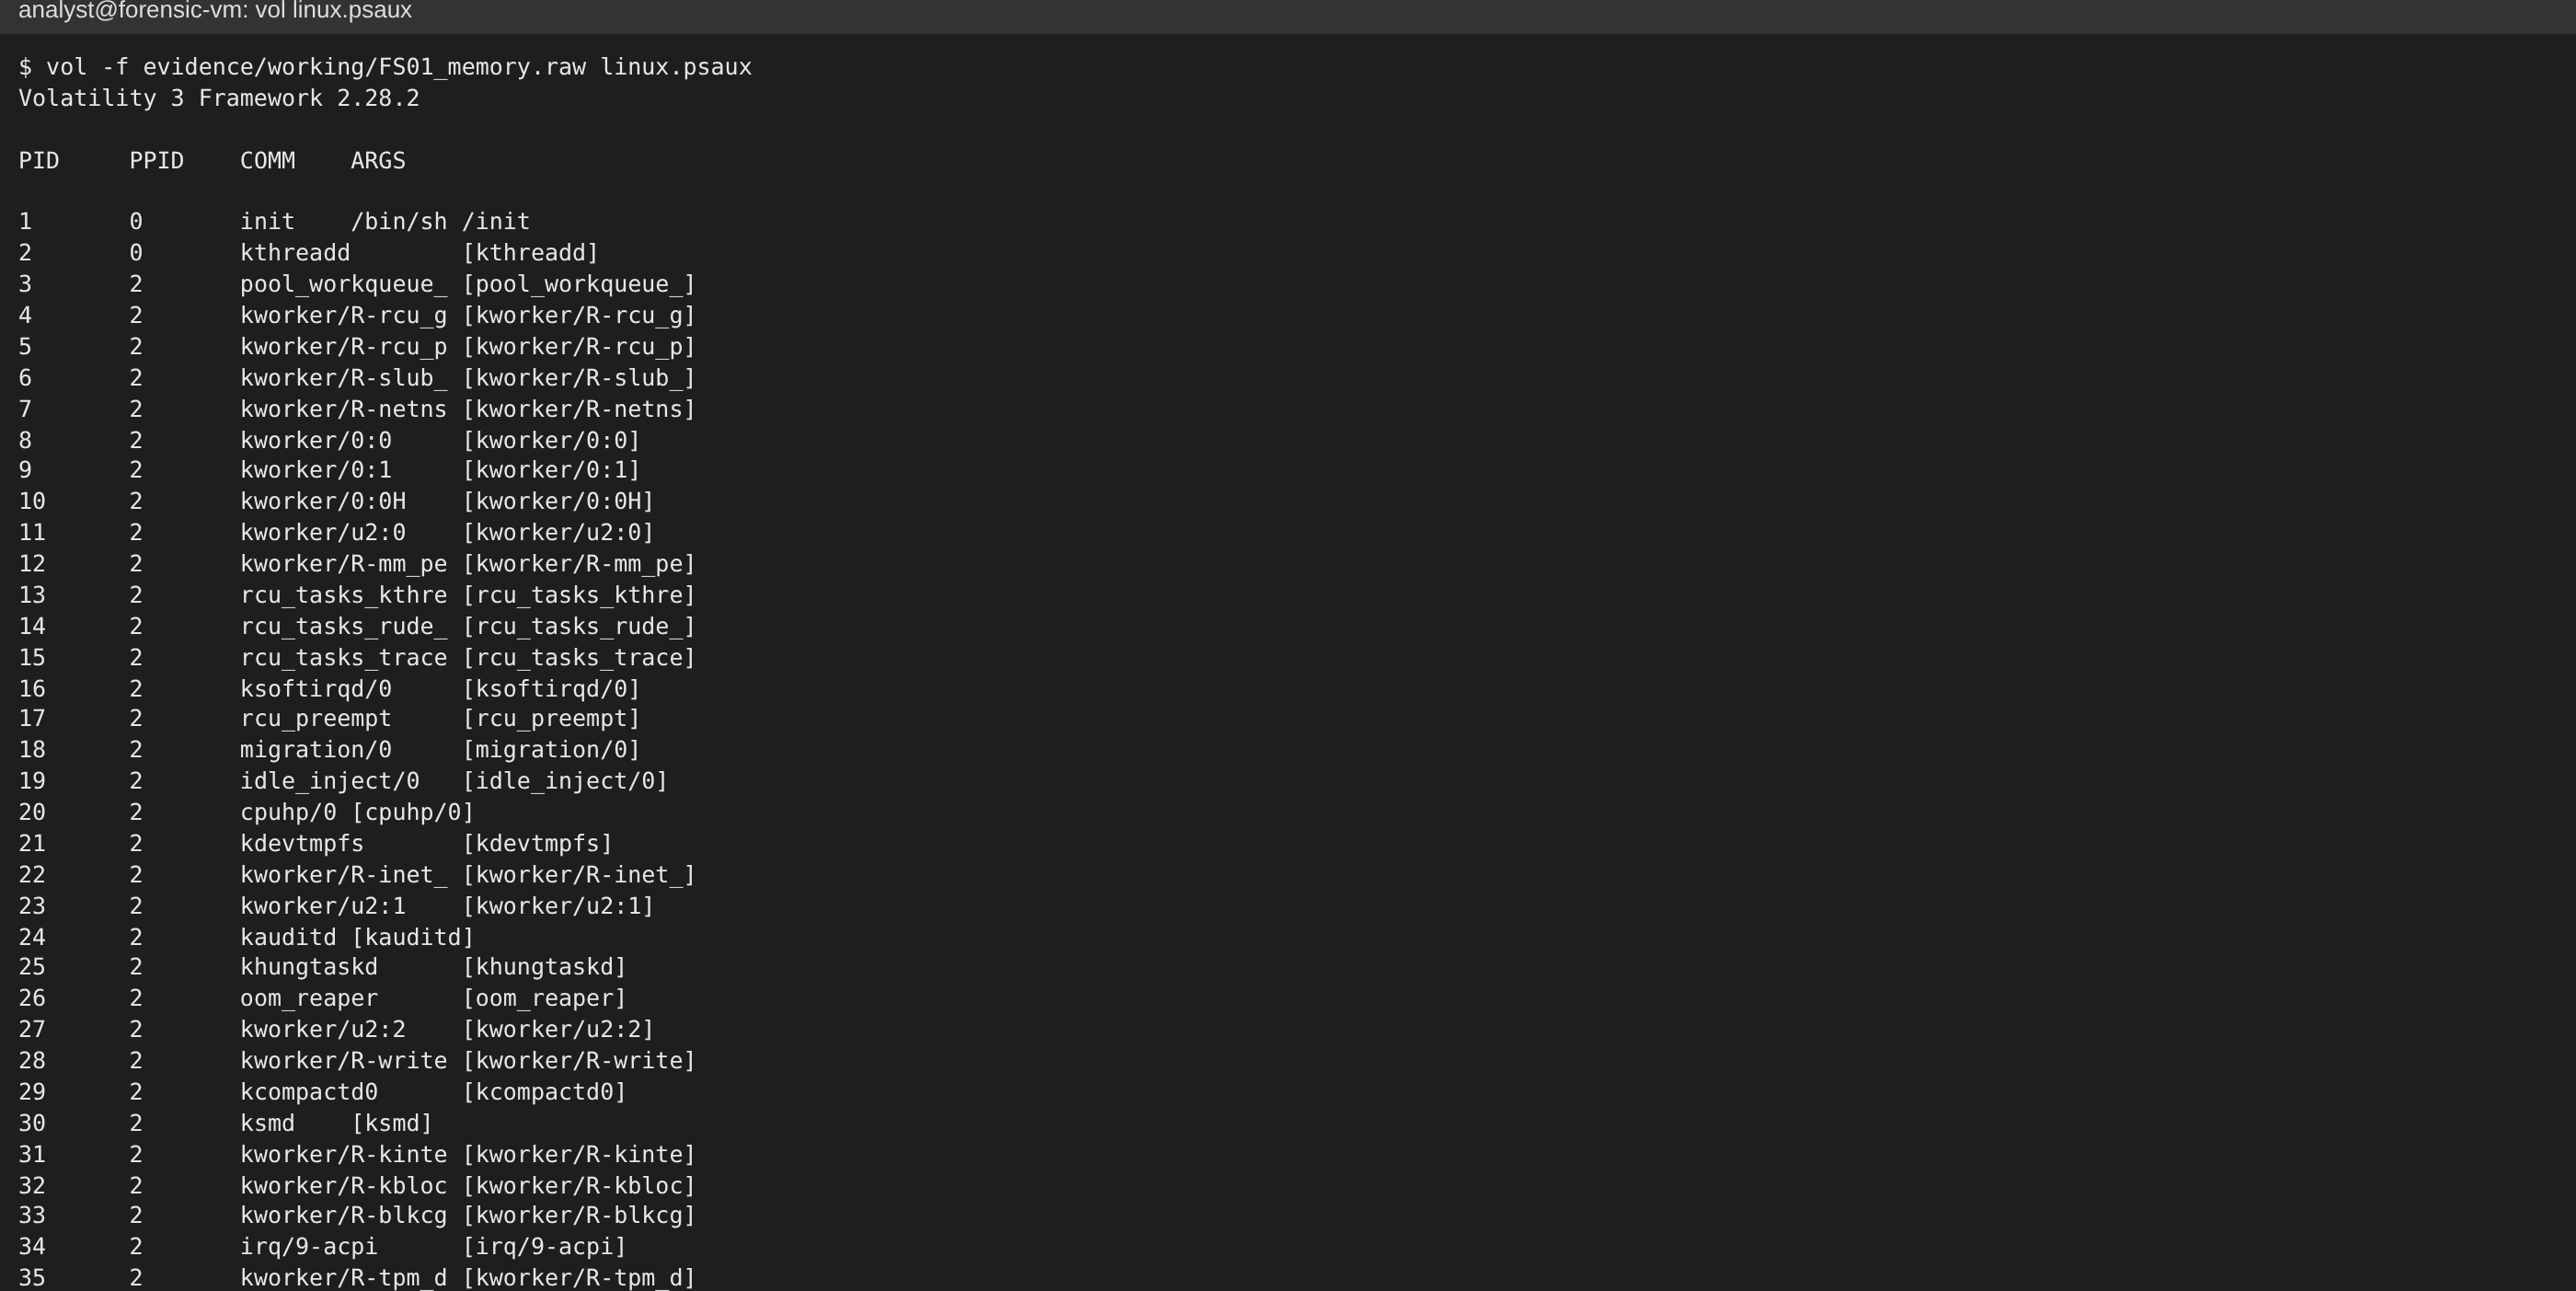 analyst@forensic-vm: vol linux.psaux
$ vol -f evidence/working/FS01_memory.raw linux.psaux
Volatility 3 Framework 2.28.2
PID PPID COMM ARGS
1 0 init /bin/sh /init
2 0 kthreadd [kthreadd]
3 2 pool_workqueue_ [pool_workqueue_]
4 2 kworker/R-rcu_g [kworker/R-rcu_g]
5 2 kworker/R-rcu_p [kworker/R-rcu_p]
6 2 kworker/R-slub_ [kworker/R-slub_]
7 2 kworker/R-netns [kworker/R-netns]
8 2 kworker/0:0 [kworker/0:0]
9 2 kworker/0:1 [kworker/0:1]
10 2 kworker/0:0H [kworker/0:0H]
11 2 kworker/u2:0 [kworker/u2:0]
12 2 kworker/R-mm_pe [kworker/R-mm_pe]
13 2 rcu_tasks_kthre [rcu_tasks_kthre]
14 2 rcu_tasks_rude_ [rcu_tasks_rude_]
15 2 rcu_tasks_trace [rcu_tasks_trace]
16 2 ksoftirqd/0 [ksoftirqd/0]
17 2 rcu_preempt [rcu_preempt]
18 2 migration/0 [migration/0]
19 2 idle_inject/0 [idle_inject/0]
20 2 cpuhp/0 [cpuhp/0]
21 2 kdevtmpfs [kdevtmpfs]
22 2 kworker/R-inet_ [kworker/R-inet_]
23 2 kworker/u2:1 [kworker/u2:1]
24 2 kauditd [kauditd]
25 2 khungtaskd [khungtaskd]
26 2 oom_reaper [oom_reaper]
27 2 kworker/u2:2 [kworker/u2:2]
28 2 kworker/R-write [kworker/R-write]
29 2 kcompactd0 [kcompactd0]
30 2 ksmd [ksmd]
31 2 kworker/R-kinte [kworker/R-kinte]
32 2 kworker/R-kbloc [kworker/R-kbloc]
33 2 kworker/R-blkcg [kworker/R-blkcg]
34 2 irq/9-acpi [irq/9-acpi]
35 2 kworker/R-tpm_d [kworker/R-tpm_d]